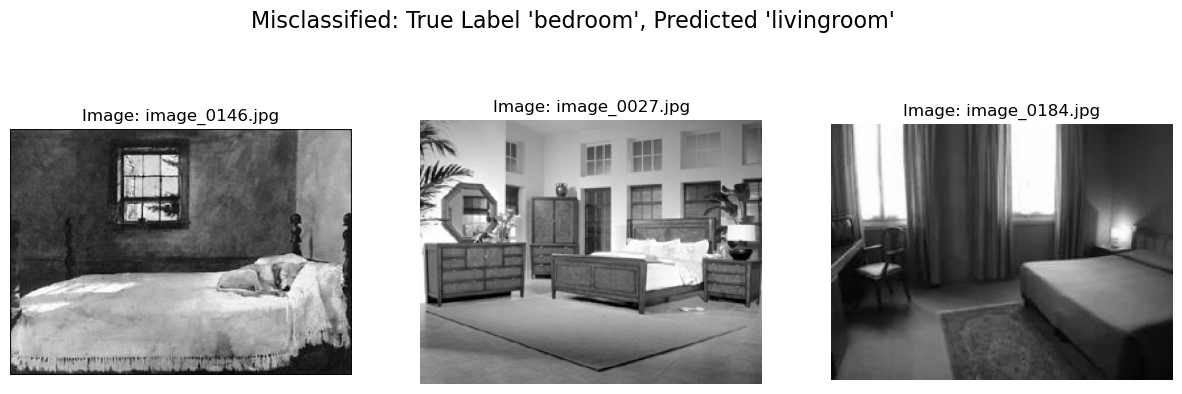 Misclassified: True Label 'bedroom', Predicted 'livingroom'
Image: image_0146.jpg
Image: image_0027.jpg
Image: image_0184.jpg